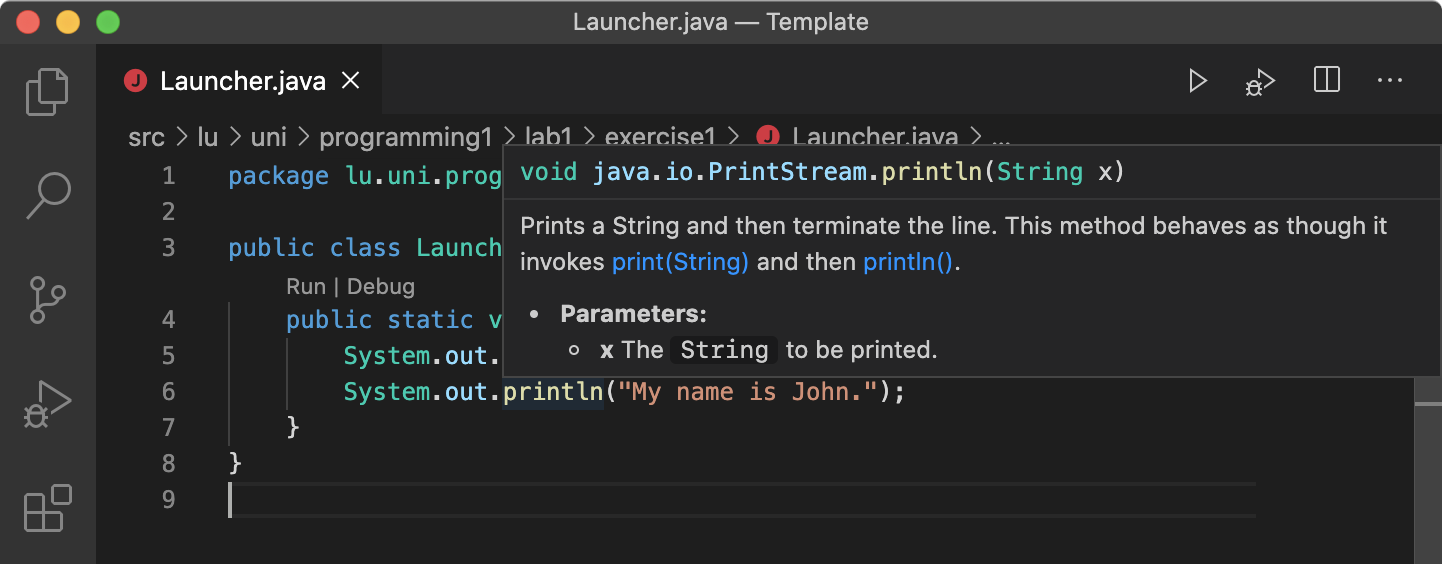 Launcher.java — Template
Launcher.java
src > lu > uni > programming1 > lab1 > exercise1 > Launcher.java > ...
void java.io.PrintStream.println(String x)
Prints a String and then terminate the line. This method behaves as though it
invokes print(String) and then println().
• Parameters:
○ x The String to be printed.
1 package lu.uni.prog
2
3 public class Launch
Run | Debug
4 public static v
5 System.out.
6 System.out.println("My name is John.");
7 }
8 }
9